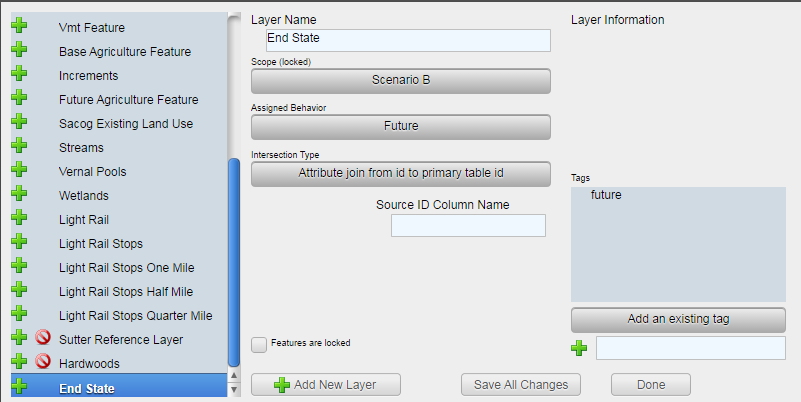 Vmt Feature
Base Agriculture Feature
Increments
Future Agriculture Feature
Sacog Existing Land Use
Streams
Vernal Pools
Wetlands
Light Rail
Light Rail Stops
Light Rail Stops One Mile
Light Rail Stops Half Mile
Light Rail Stops Quarter Mile
Sutter Reference Layer
Hardwoods
End State
Layer Name
End State
Scope (locked)
Scenario B
Assigned Behavior
Future
Intersection Type
Attribute join from id to primary table id
Source ID Column Name
Features are locked
Add New Layer
Save All Changes
Done
Layer Information
Tags
future
Add an existing tag